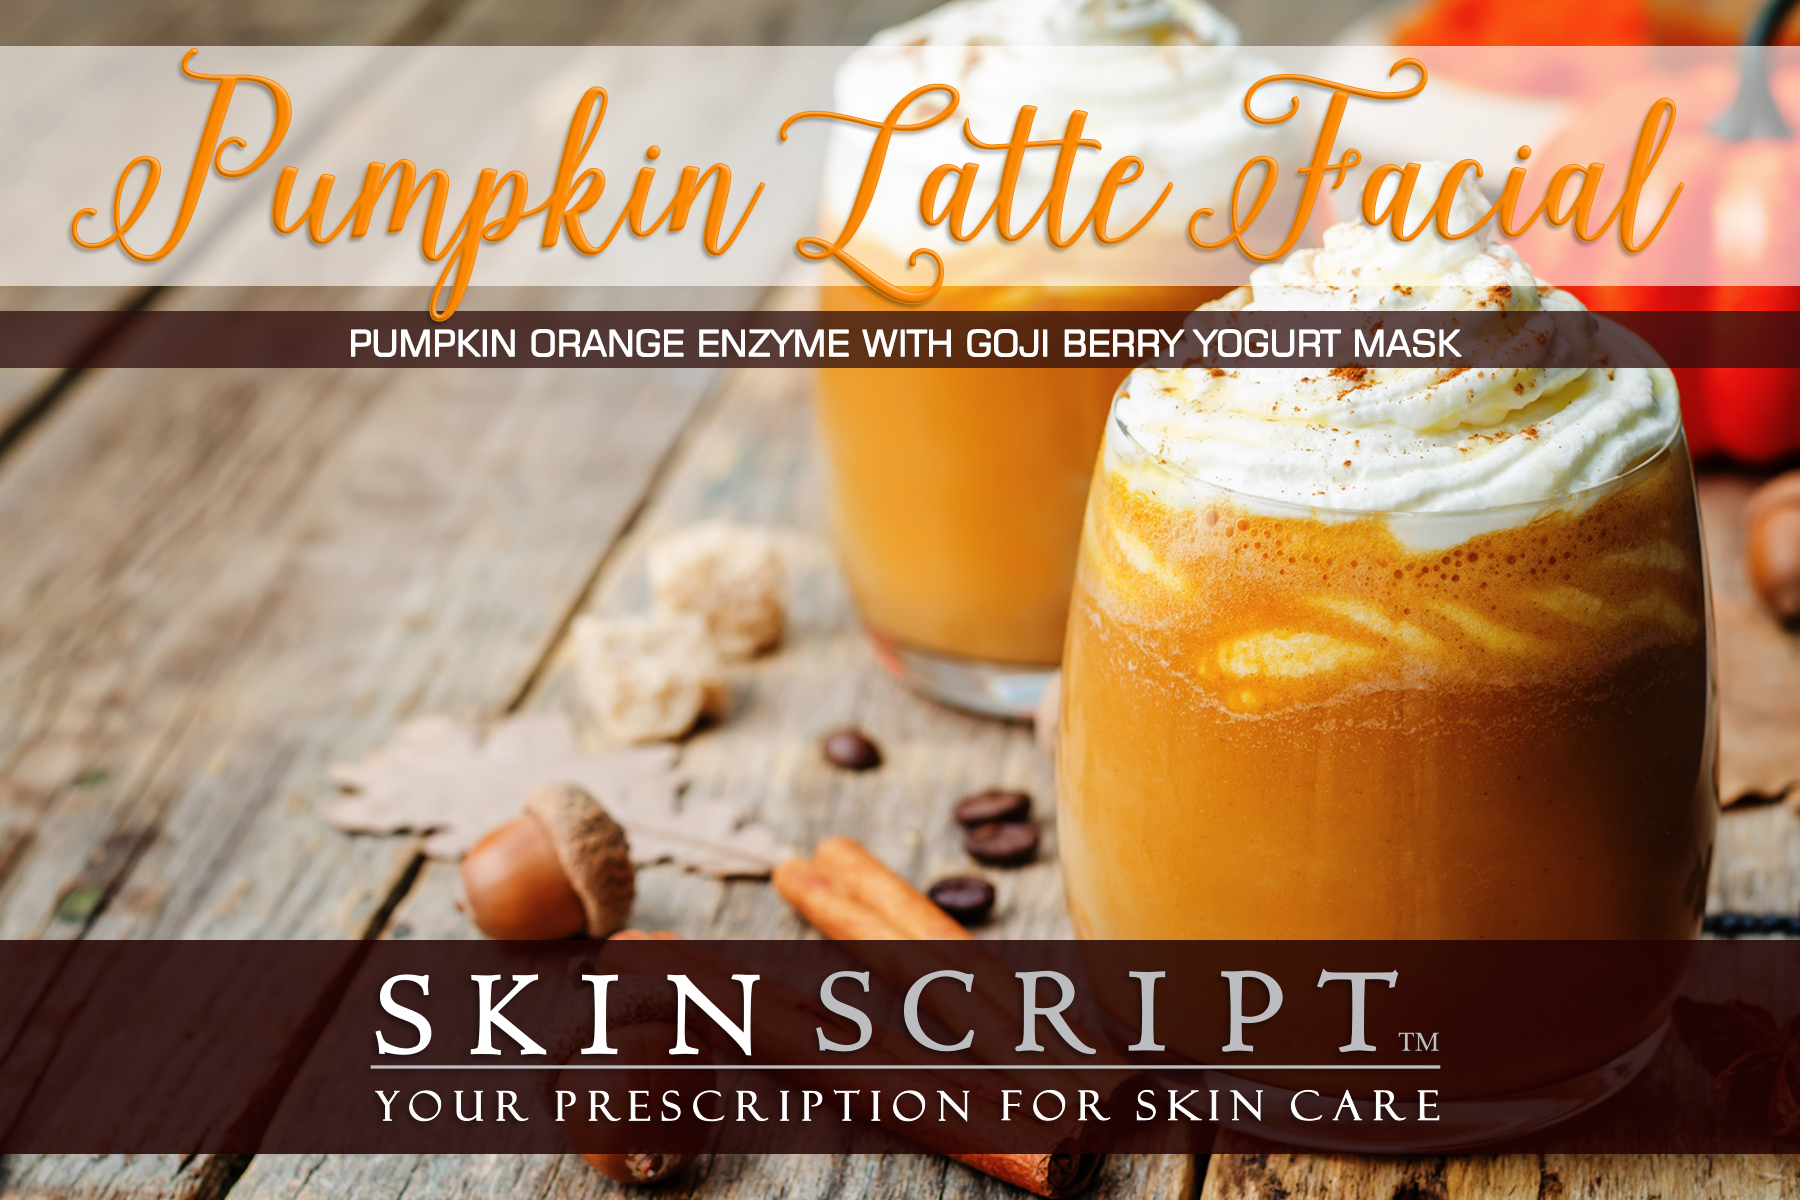 Pumpkin Latte Facial
PUMPKIN ORANGE ENZYME WITH GOJI BERRY YOGURT MASK
SKIN SCRIPT™
YOUR PRESCRIPTION FOR SKIN CARE